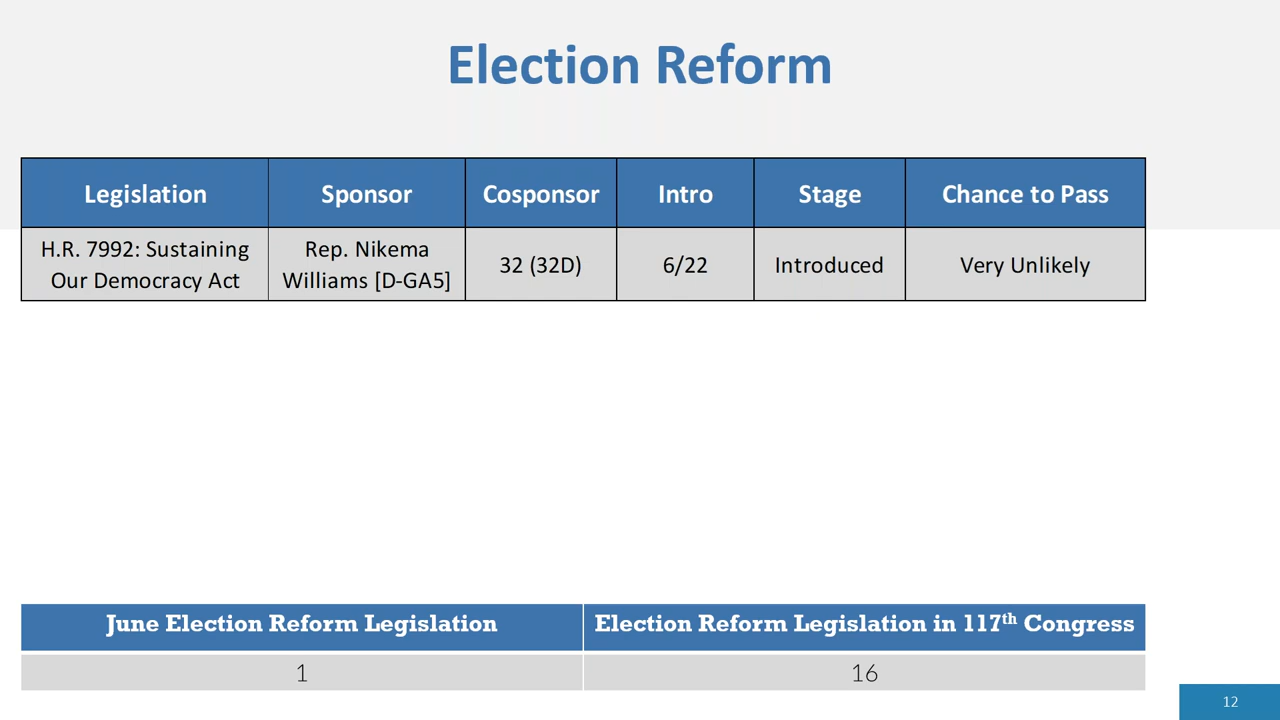 Election Reform
Legislation Sponsor Cosponsor Intro Stage Chance to Pass
H.R. 7992: Sustaining Our Democracy Act Rep. Nikema Williams [D-GA5] 32 (32D) 6/22 Introduced Very Unlikely
June Election Reform Legislation Election Reform Legislation in 117th Congress
1 16
12